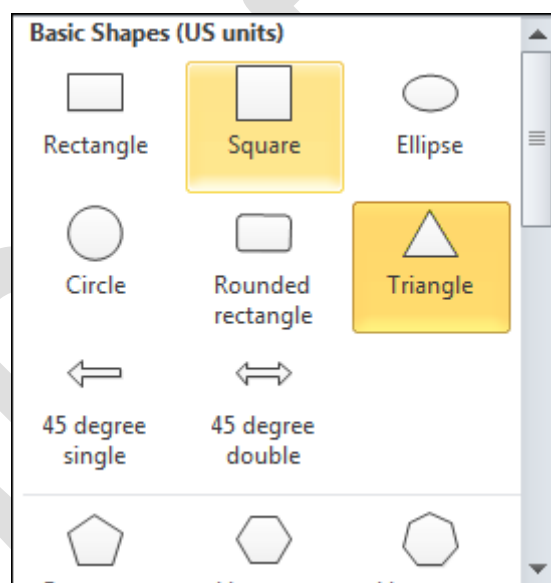 Basic Shapes (US units)
Rectangle Square Ellipse
Circle Rounded rectangle Triangle
45 degree single 45 degree double